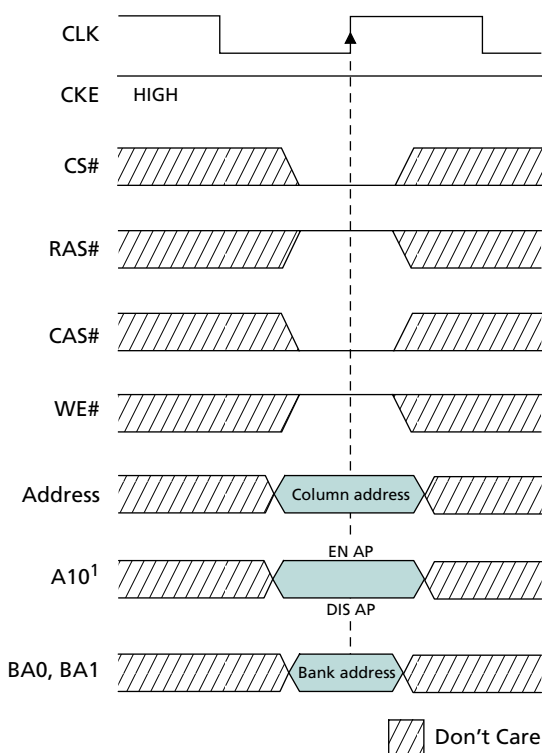 CLK
CKE HIGH
CS#
RAS#
CAS#
WE#
Address Column address
EN AP
A10¹
DIS AP
BA0, BA1 Bank address
Don't Care